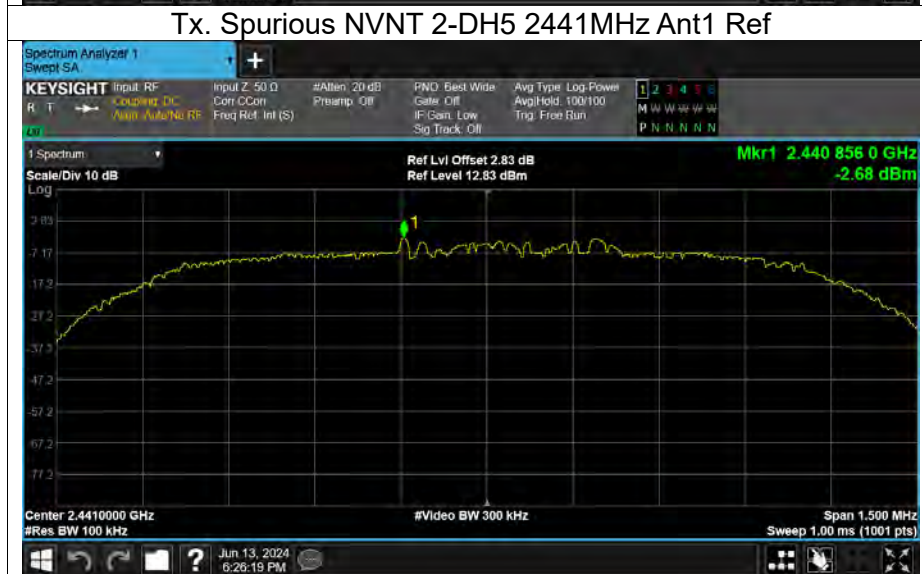 Tx. Spurious NVNT 2-DH5 2441MHz Ant1 Ref
Spectrum Analyzer 1
Swept SA
+
KEYSIGHT Input: RF
R T
Coupling: DC
Align: Auto/No RF
Input Z: 50 Ω
Corr CCorr
Freq Ref: Int (S)
#Atten: 20 dB
Preamp: Off
PNO: Best Wide
Gate: Off
IF Gain: Low
Sig Track: Off
Avg Type: Log-Power
Avg|Hold: 100/100
Trig: Free Run
1 2 3 4 5 6
M W W W W W
P N N N N N
1 Spectrum
Scale/Div 10 dB
Log
Ref Lvl Offset 2.83 dB
Ref Level 12.83 dBm
Mkr1 2.440 856 0 GHz
-2.68 dBm
1
2.83
-7.17
-17.2
-27.2
-37.2
-47.2
-57.2
-67.2
-77.2
Center 2.4410000 GHz
#Res BW 100 kHz
#Video BW 300 kHz
Span 1.500 MHz
Sweep 1.00 ms (1001 pts)
?
Jun 13, 2024
6:26:19 PM